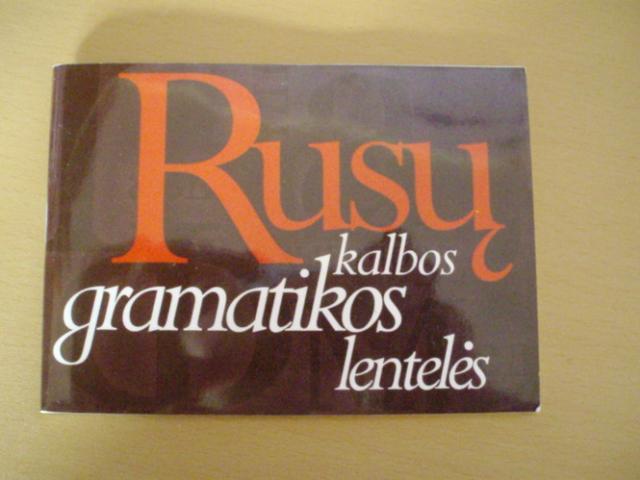 Rusų
kalbos
gramatikos
lentelės